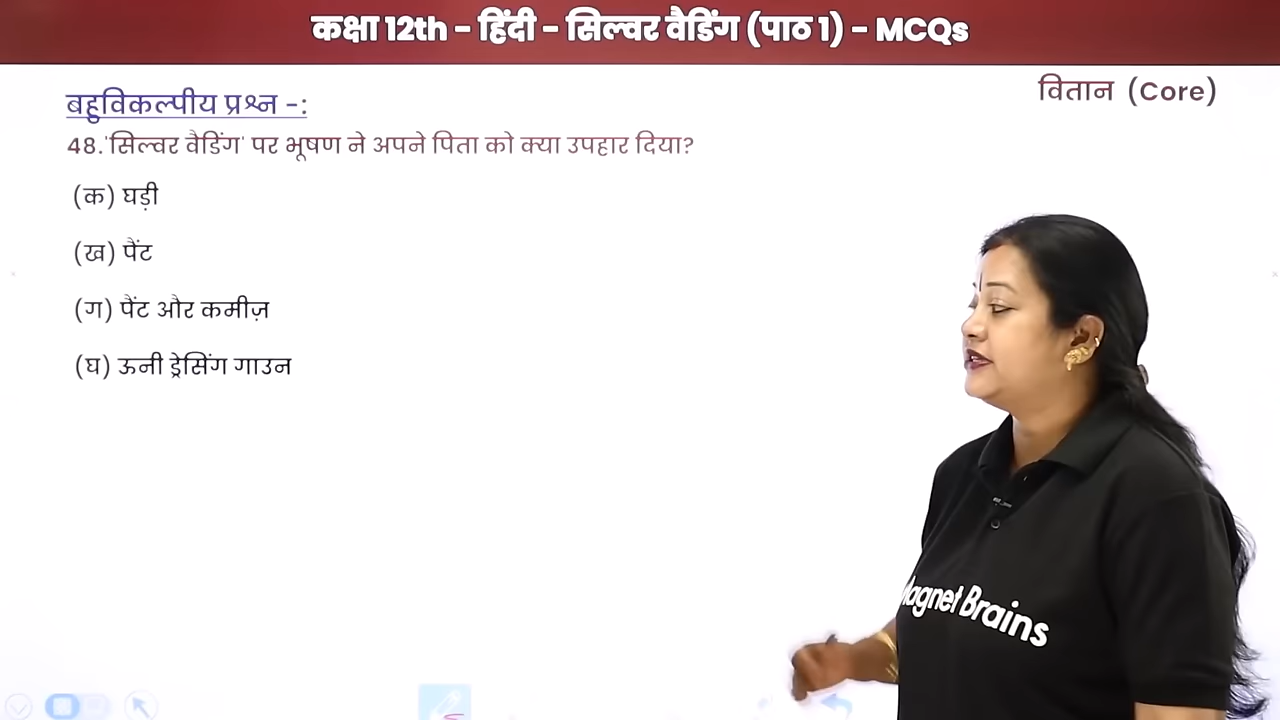 कक्षा 12th - हिंदी - सिल्वर वैडिंग (पाठ 1) - MCQs
वितान (Core)
बहुविकल्पीय प्रश्न -:
48.'सिल्वर वैडिंग' पर भूषण ने अपने पिता को क्या उपहार दिया?
(क) घड़ी
(ख) पैंट
(ग) पैंट और कमीज़
(घ) ऊनी ड्रेसिंग गाउन
Magnet Brains